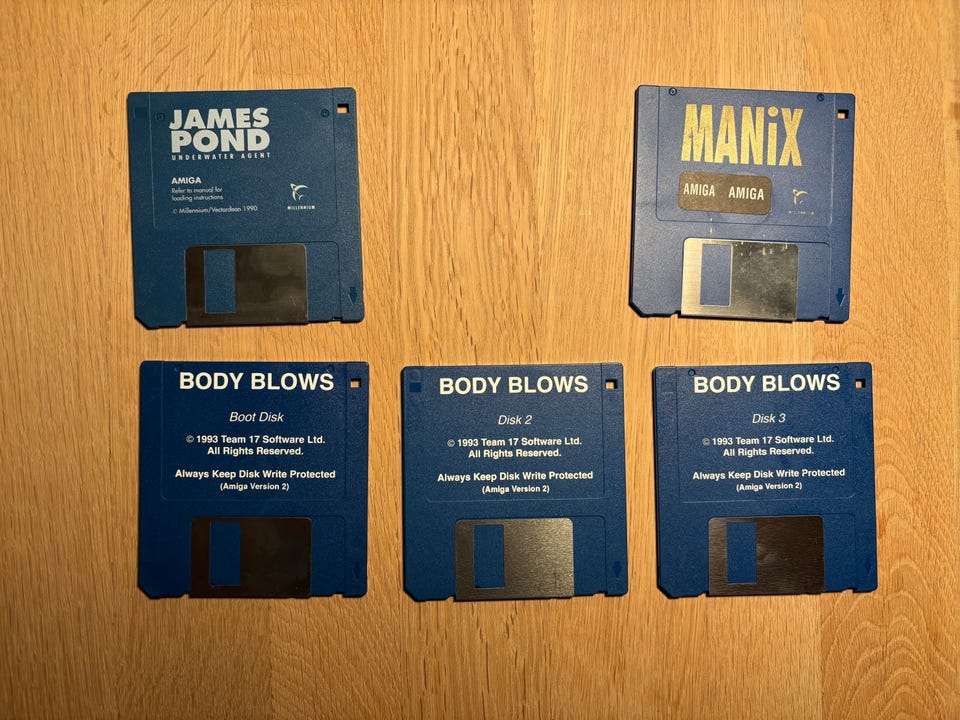 JAMES
POND
UNDERWATER AGENT
AMIGA
Refer to manual for
loading instructions
© Millennium/Vectordean 1990
MILLENNIUM
MANiX
AMIGA AMIGA
BODY BLOWS
Boot Disk
© 1993 Team 17 Software Ltd.
All Rights Reserved.
Always Keep Disk Write Protected
(Amiga Version 2)
BODY BLOWS
Disk 2
© 1993 Team 17 Software Ltd.
All Rights Reserved.
Always Keep Disk Write Protected
(Amiga Version 2)
BODY BLOWS
Disk 3
© 1993 Team 17 Software Ltd.
All Rights Reserved.
Always Keep Disk Write Protected
(Amiga Version 2)